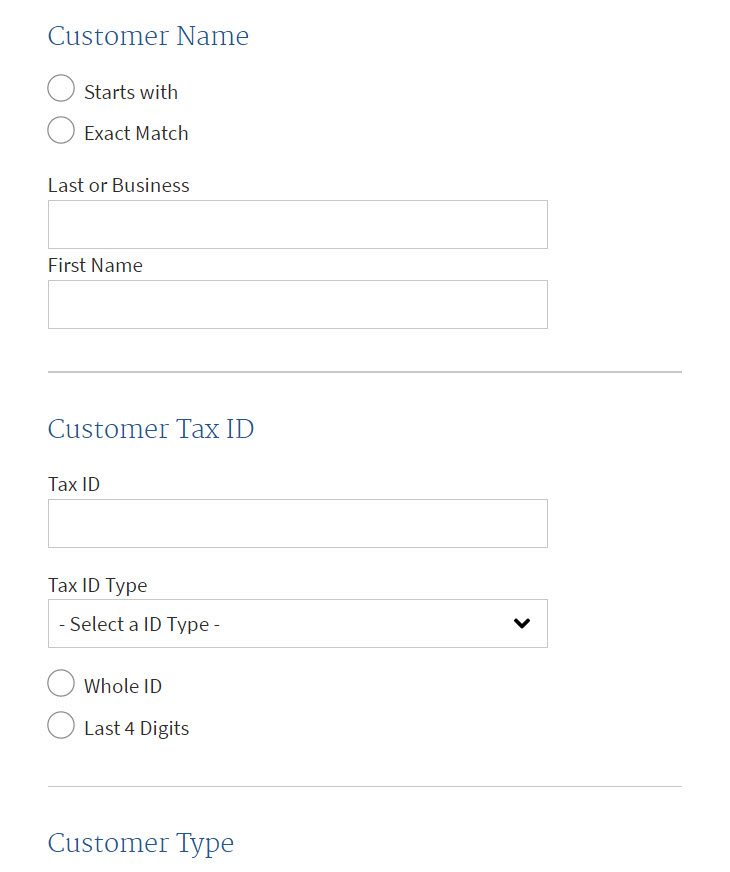 Customer Name
Starts with
Exact Match
Last or Business
First Name
Customer Tax ID
Tax ID
Tax ID Type
- Select a ID Type -
Whole ID
Last 4 Digits
Customer Type